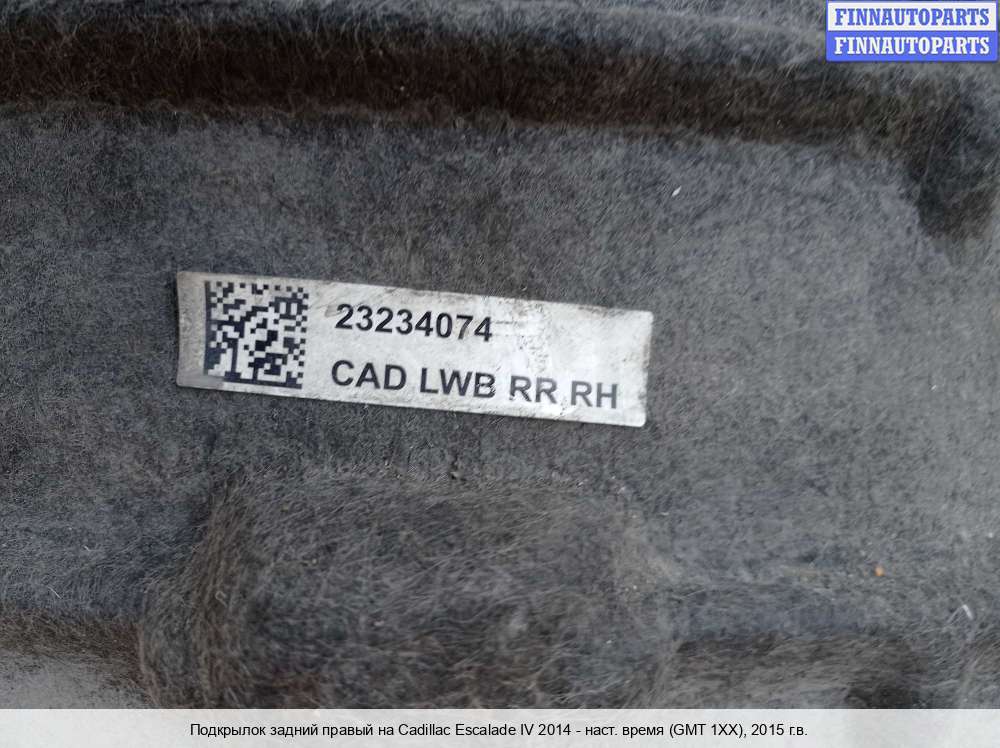 FINNAUTOPARTS
FINNAUTOPARTS
23234074
CAD LWB RR RH
Подкрылок задний правый на Cadillac Escalade IV 2014 - наст. время (GMT 1XX), 2015 г.в.